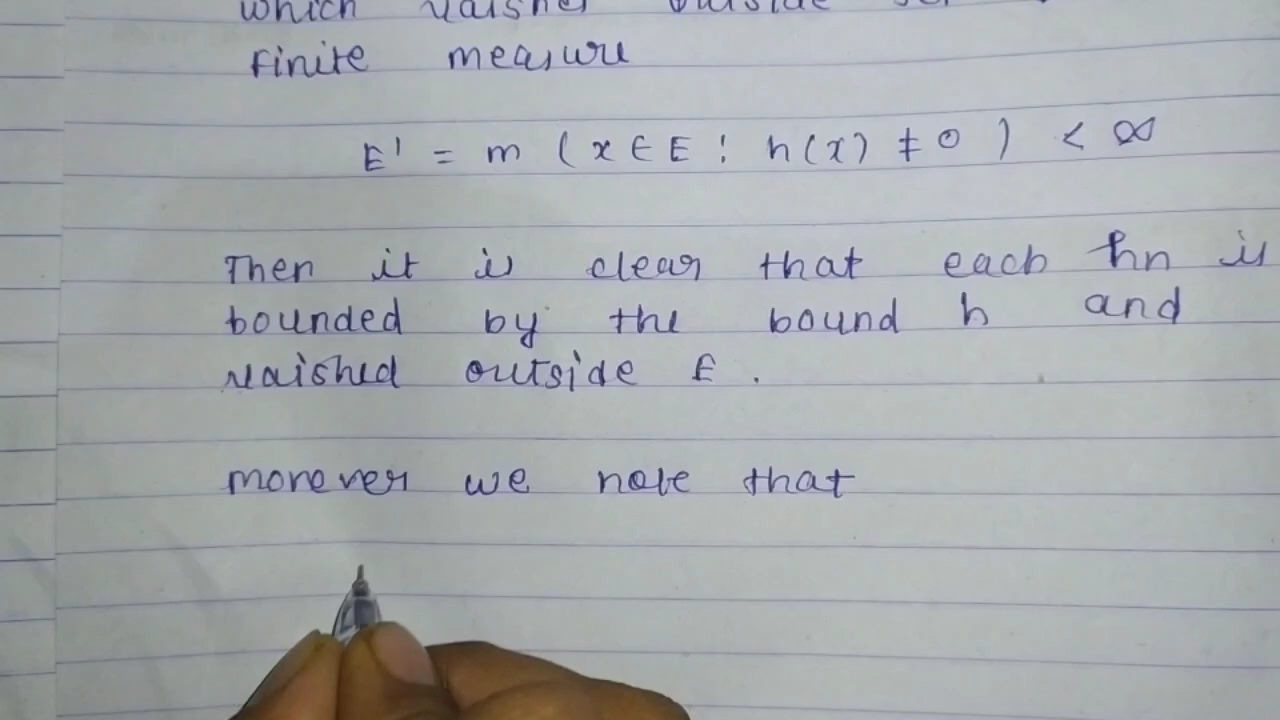 which
finite measure
E' = m ( x ∈ E : h(x) ≠ 0 ) < ∞
Then it is clear that each hn is
bounded by the bound h and
vaished outside E .
moreover we note that